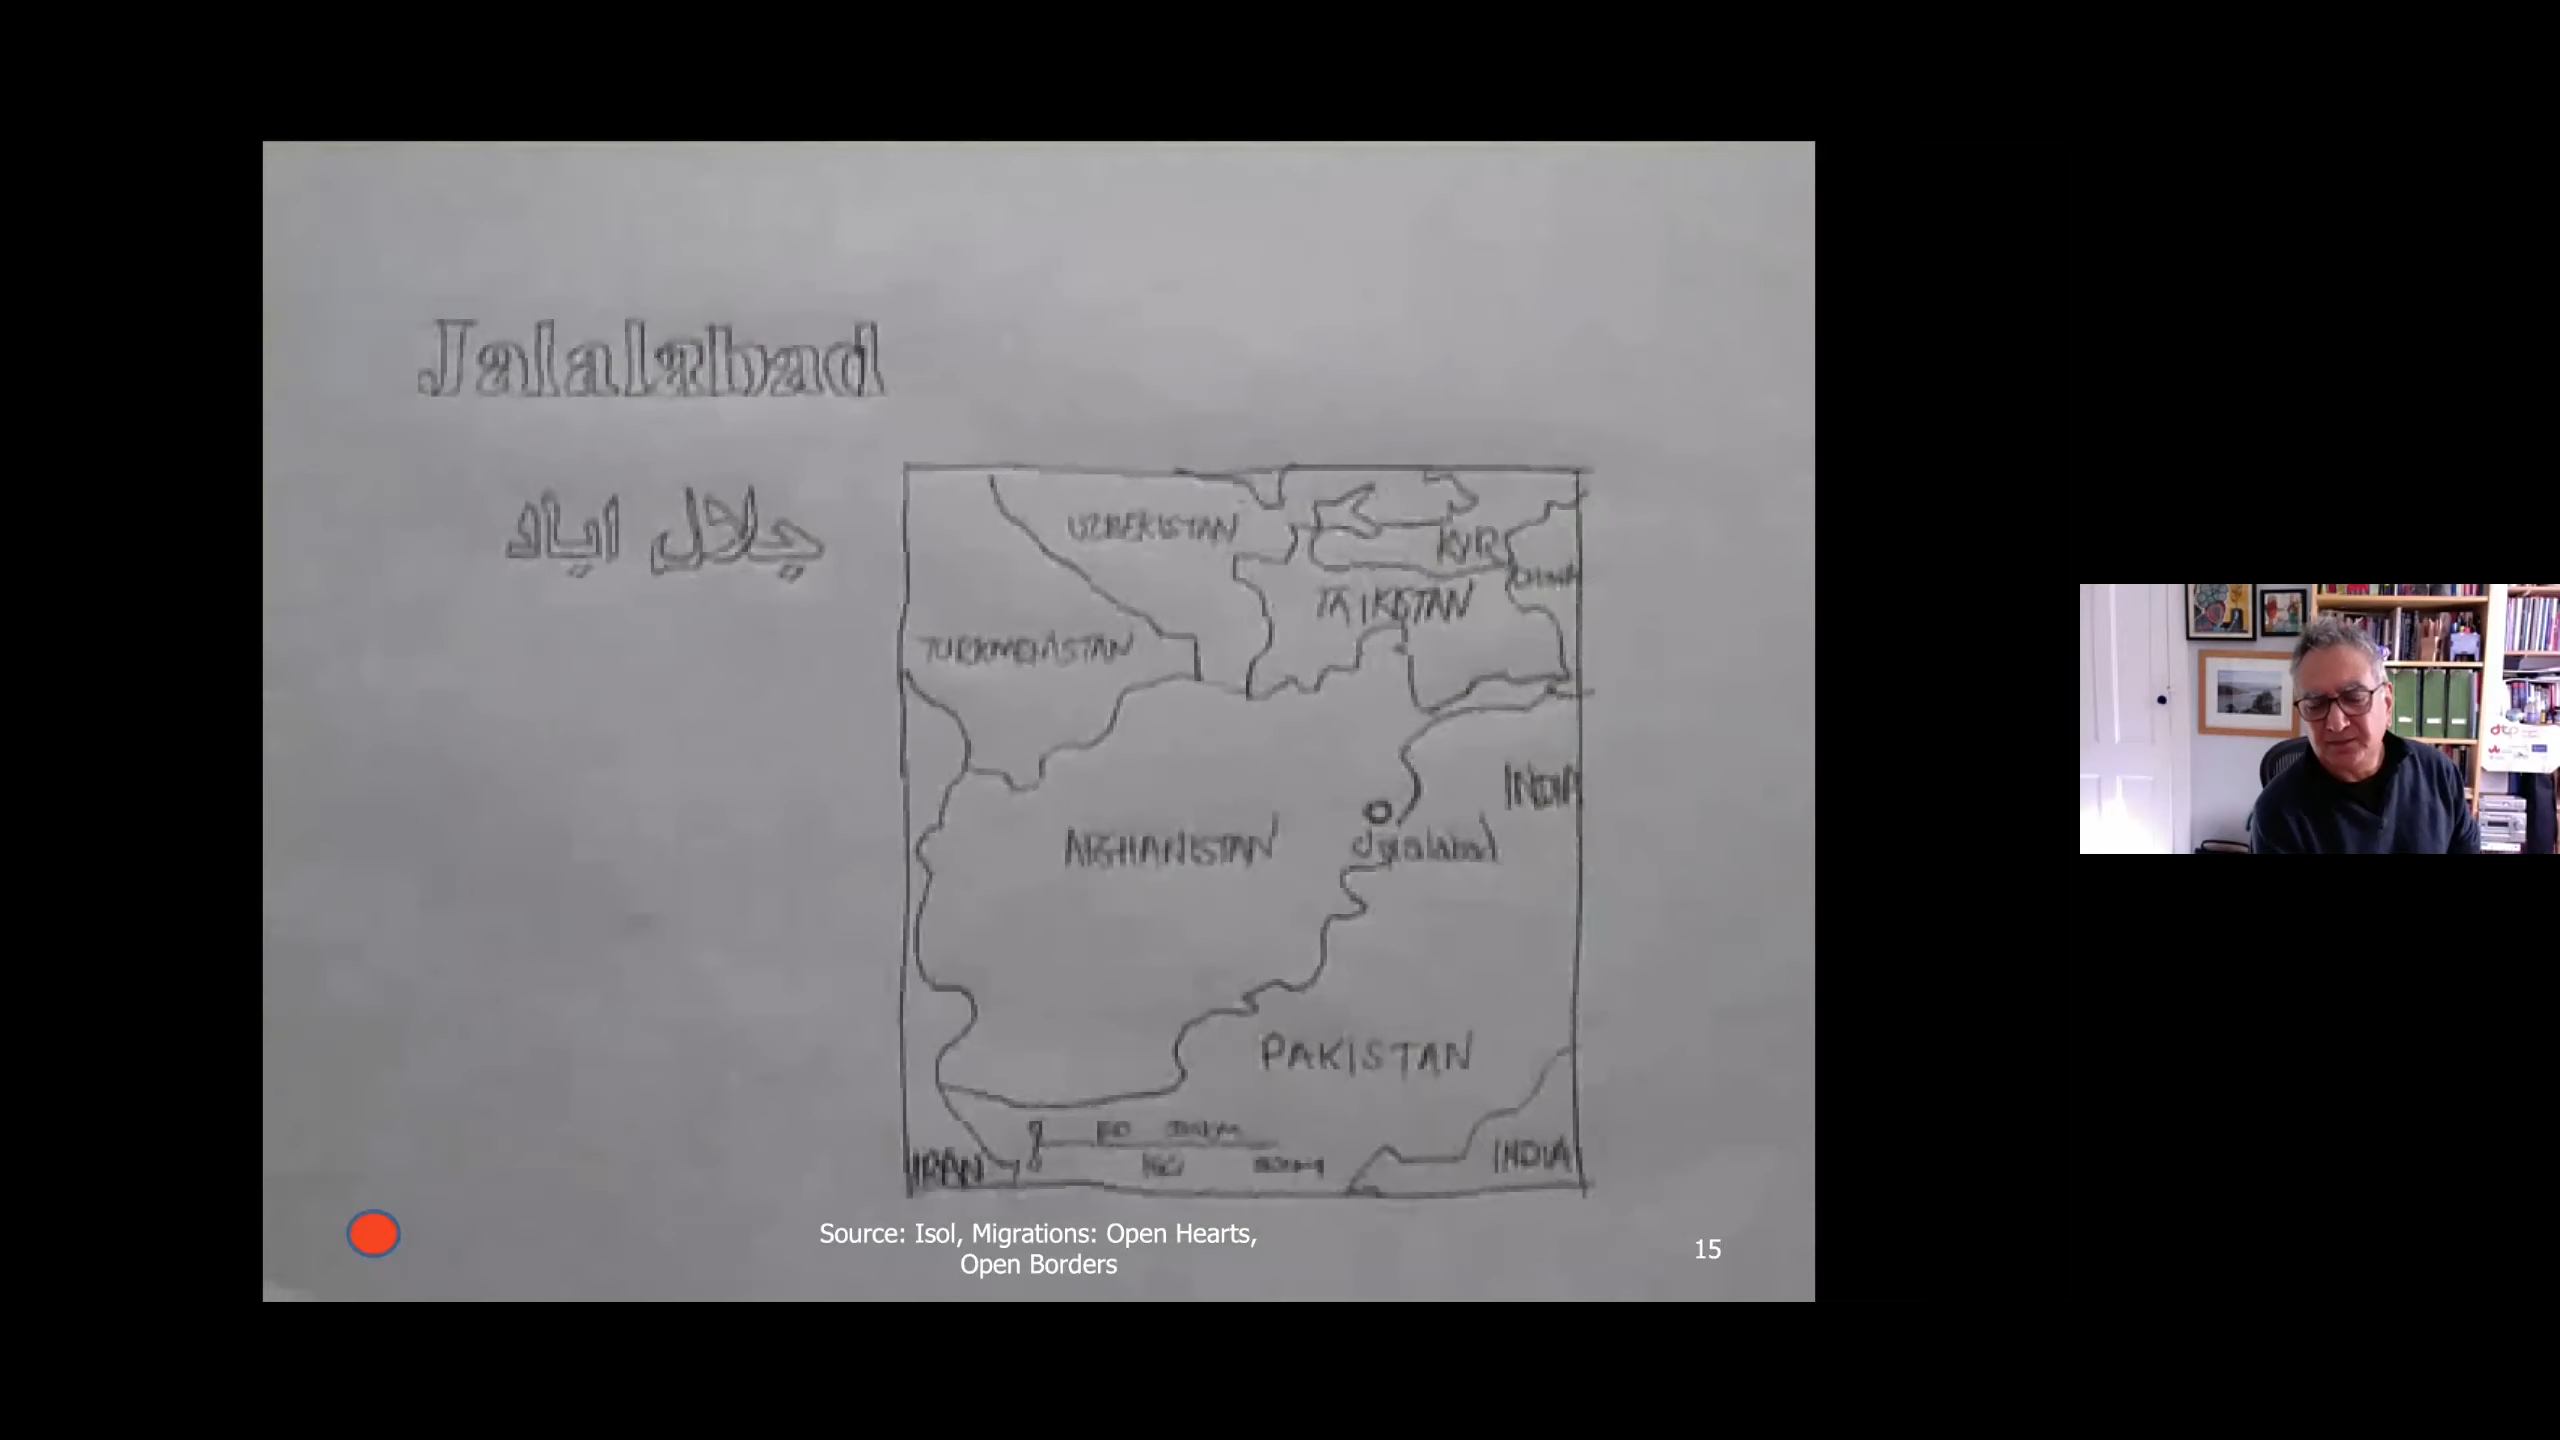 Jalalabad
جلال اباد
UZBEKISTAN
KYR
TAJIKISTAN
TURKMENISTAN
INDIA
AFGHANISTAN
Jalalabad
PAKISTAN
IRAN
INDIA
Source: Isol, Migrations: Open Hearts,
Open Borders
15